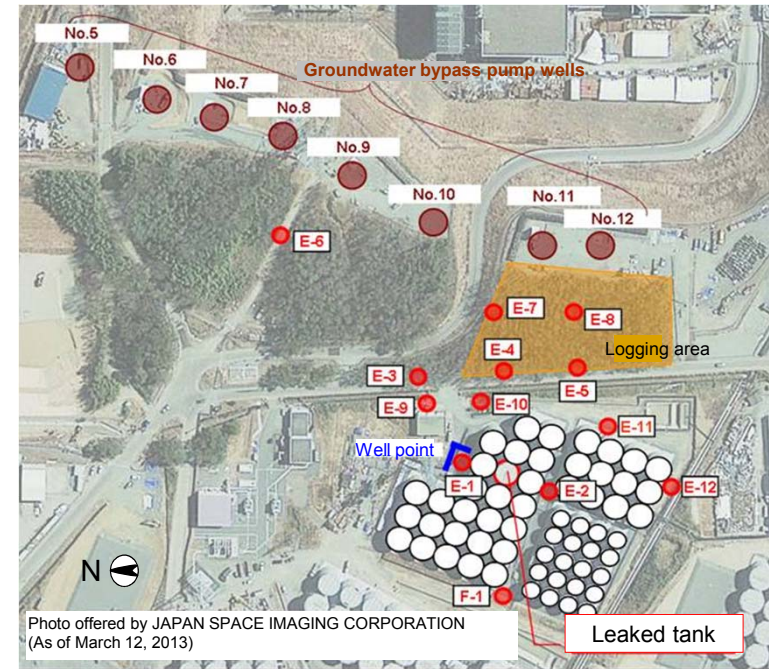 No.5
No.6
No.7
Groundwater bypass pump wells
No.8
No.9
No.10
No.11
No.12
E-6
E-7
E-8
Logging area
E-4
E-5
E-3
E-9
E-10
E-11
Well point
E-1
E-2
E-12
N
F-1
Photo offered by JAPAN SPACE IMAGING CORPORATION
(As of March 12, 2013)
Leaked tank